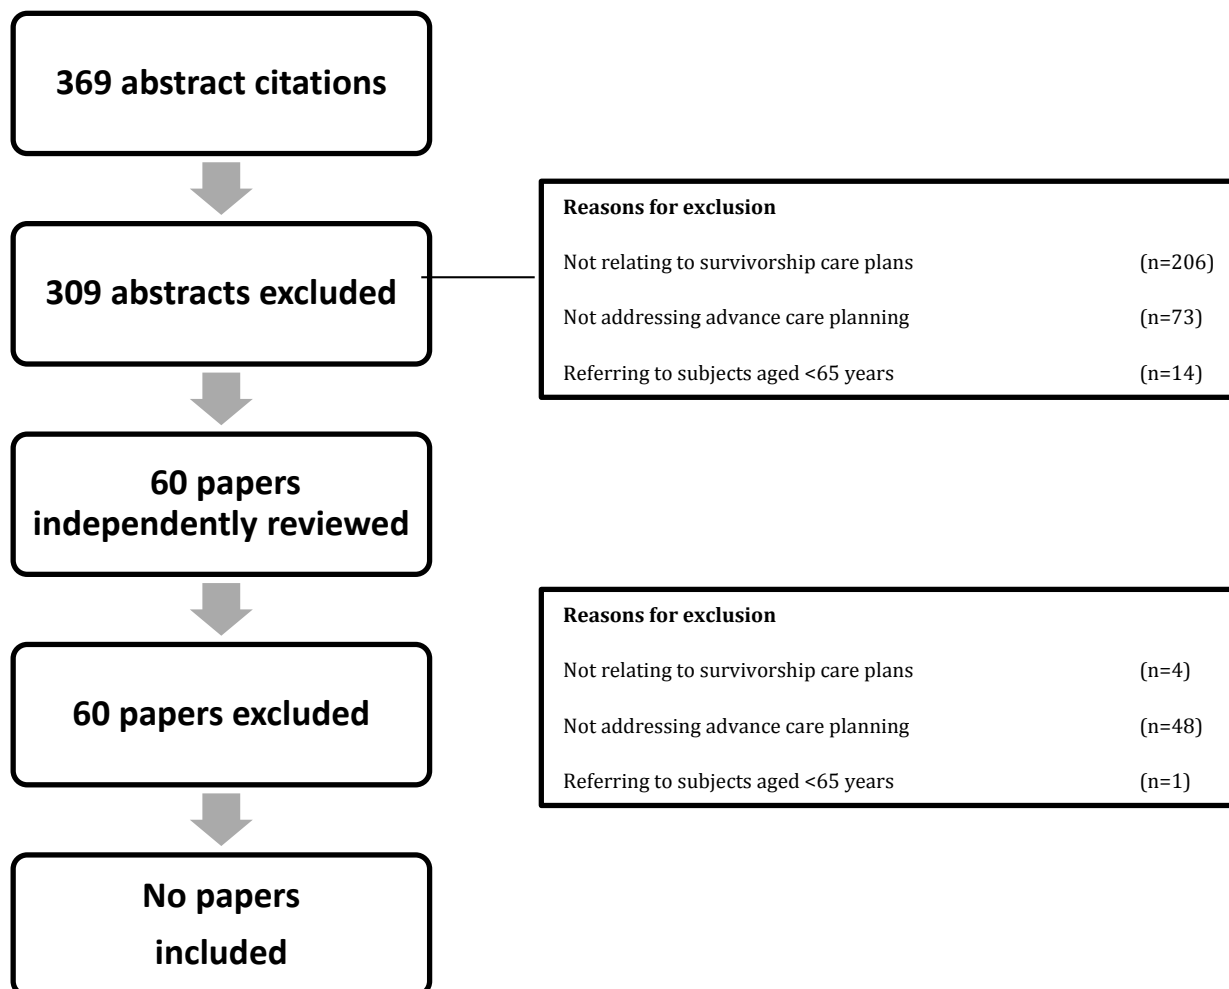 369 abstract citations
309 abstracts excluded
Reasons for exclusion
Not relating to survivorship care plans (n=206)
Not addressing advance care planning (n=73)
Referring to subjects aged <65 years (n=14)
60 papers
independently reviewed
60 papers excluded
Reasons for exclusion
Not relating to survivorship care plans (n=4)
Not addressing advance care planning (n=48)
Referring to subjects aged <65 years (n=1)
No papers
included